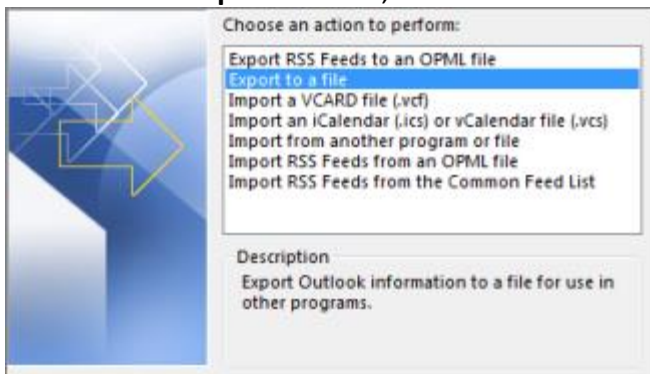 Choose an action to perform:
Export RSS Feeds to an OPML file
Export to a file
Import a VCARD file (.vcf)
Import an iCalendar (.ics) or vCalendar file (.vcs)
Import from another program or file
Import RSS Feeds from an OPML file
Import RSS Feeds from the Common Feed List
Description
Export Outlook information to a file for use in
other programs.